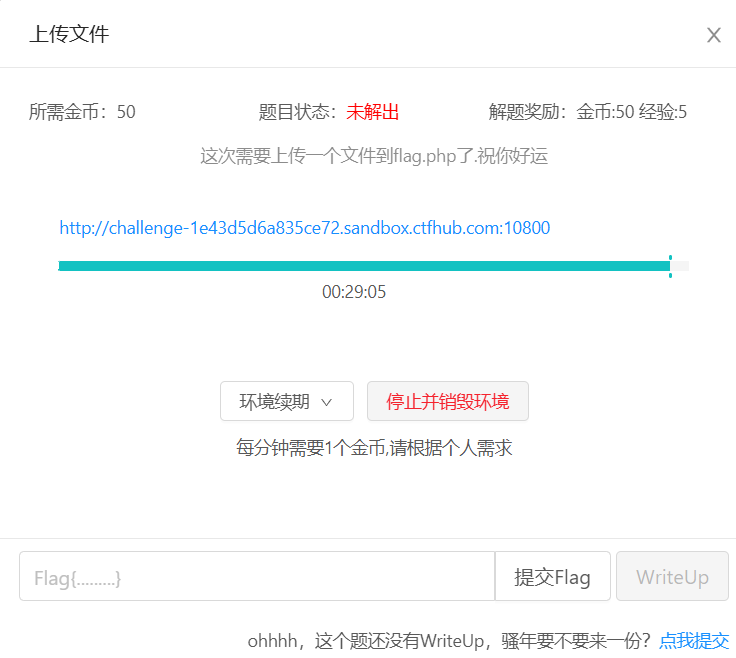 上传文件
所需金币：50 题目状态：未解出 解题奖励：金币:50 经验:5
这次需要上传一个文件到flag.php了.祝你好运
http://challenge-1e43d5d6a835ce72.sandbox.ctfhub.com:10800
00:29:05
环境续期 停止并销毁环境
每分钟需要1个金币,请根据个人需求
Flag{.........} 提交Flag WriteUp
ohhhh，这个题还没有WriteUp，骚年要不要来一份？点我提交